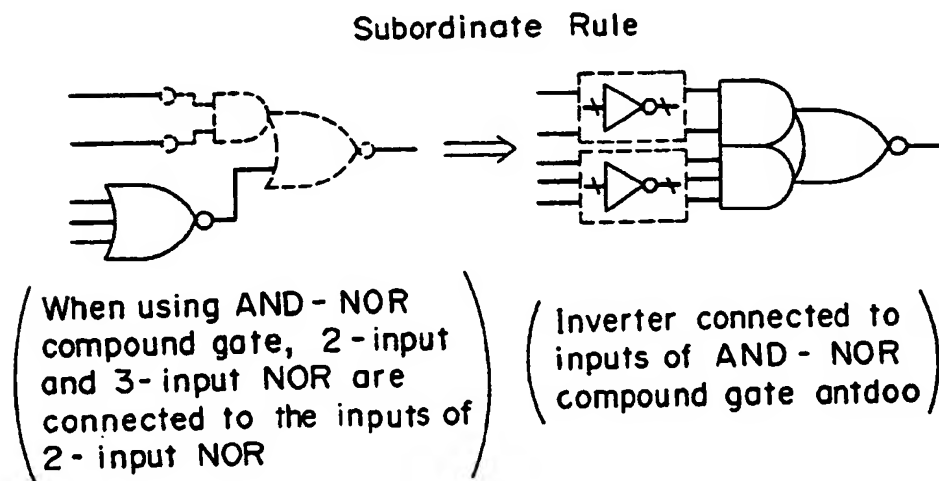 Subordinate Rule
When using AND-NOR
compound gate, 2-input
and 3-input NOR are
connected to the inputs of
2-input NOR
Inverter connected to
inputs of AND-NOR
compound gate antdoo